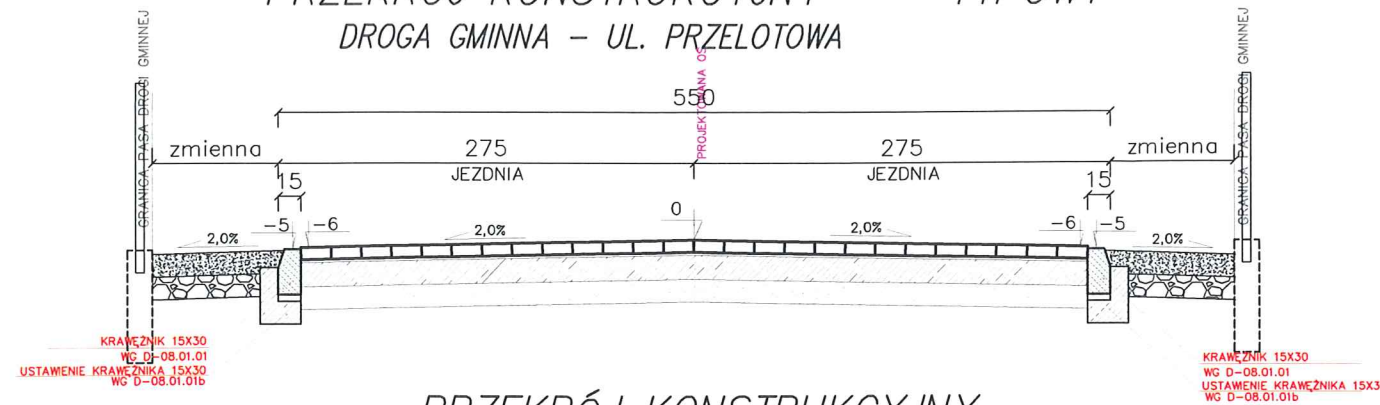 DROGA GMINNA – UL. PRZELOTOWA
GRANICA PASA DROGI GMINNEJ
PROJEKTOWANA OŚ
GRANICA PASA DROGI GMINNEJ
550
zmienna 275 275 zmienna
JEZDNIA JEZDNIA
15 15
2,0% -5 -6 2,0% 0 2,0% -6 -5 2,0%
KRAWĘŻNIK 15X30
WG D-08.01.01
USTAWIENIE KRAWĘŻNIKA 15X30
WG D-08.01.01b
KRAWĘŻNIK 15X30
WG D-08.01.01
USTAWIENIE KRAWĘŻNIKA 15X3
WG D-08.01.01b
PRZEKRÓJ KONSTRUKCYJNY